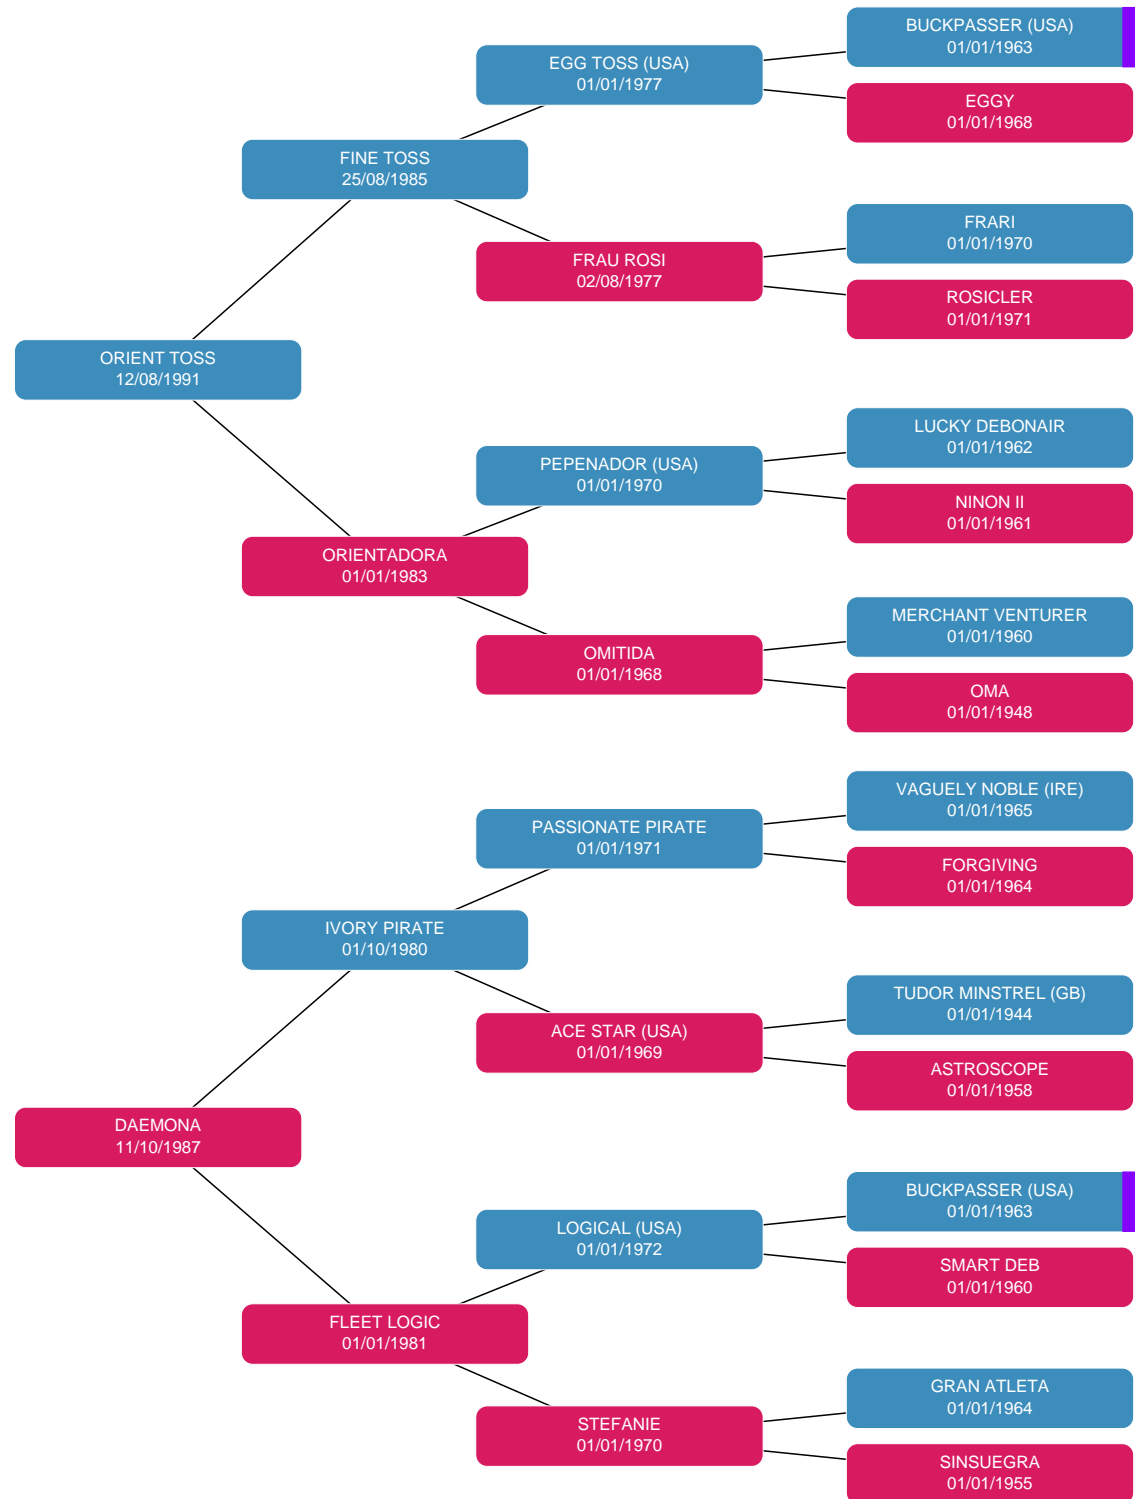 BUCKPASSER (USA)
01/01/1963
EGG TOSS (USA)
01/01/1977
EGGY
01/01/1968
FINE TOSS
25/08/1985
FRARI
01/01/1970
FRAU ROSI
02/08/1977
ROSICLER
01/01/1971
ORIENT TOSS
12/08/1991
LUCKY DEBONAIR
01/01/1962
PEPENADOR (USA)
01/01/1970
NINON II
01/01/1961
ORIENTADORA
01/01/1983
MERCHANT VENTURER
01/01/1960
OMITIDA
01/01/1968
OMA
01/01/1948
VAGUELY NOBLE (IRE)
01/01/1965
PASSIONATE PIRATE
01/01/1971
FORGIVING
01/01/1964
IVORY PIRATE
01/10/1980
TUDOR MINSTREL (GB)
01/01/1944
ACE STAR (USA)
01/01/1969
ASTROSCOPE
01/01/1958
DAEMONA
11/10/1987
BUCKPASSER (USA)
01/01/1963
LOGICAL (USA)
01/01/1972
SMART DEB
01/01/1960
FLEET LOGIC
01/01/1981
GRAN ATLETA
01/01/1964
STEFANIE
01/01/1970
SINSUEGRA
01/01/1955